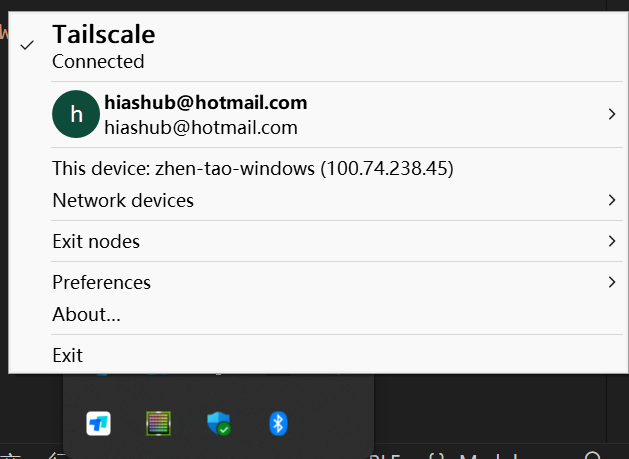 Tailscale
Connected
h
hiashub@hotmail.com
hiashub@hotmail.com
This device: zhen-tao-windows (100.74.238.45)
Network devices
Exit nodes
Preferences
About...
Exit